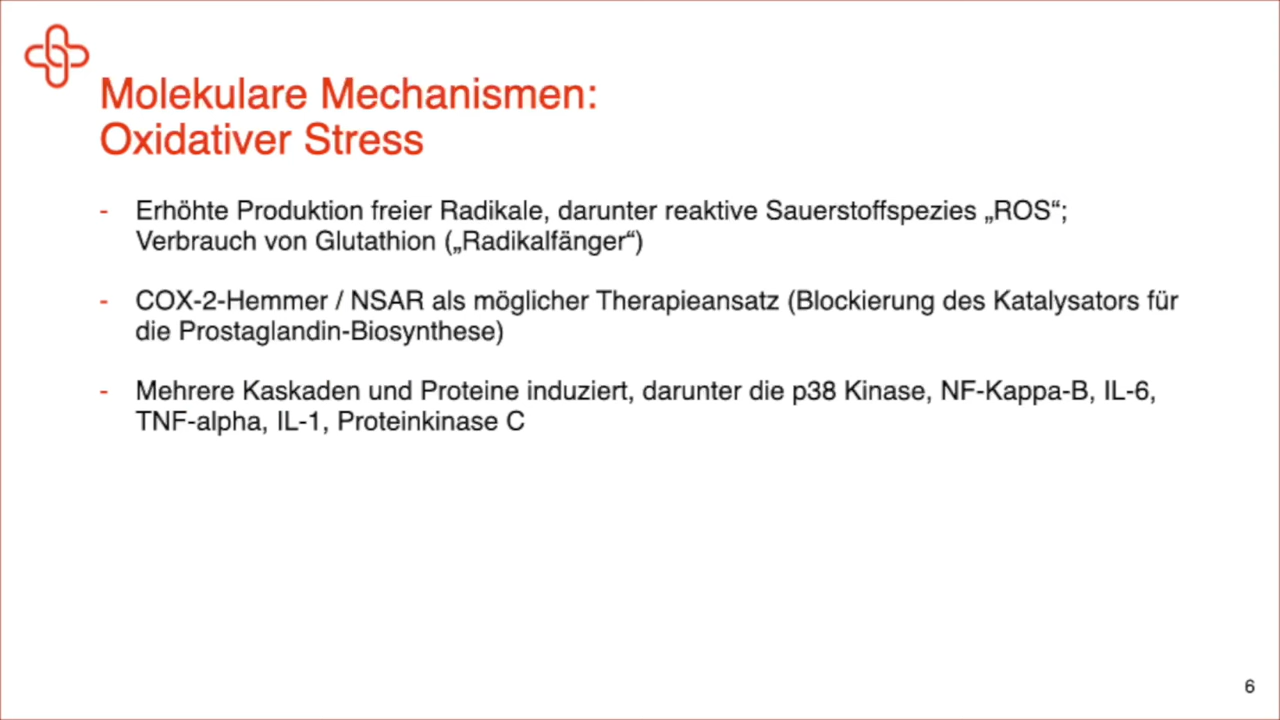 Molekulare Mechanismen:
Oxidativer Stress
- Erhöhte Produktion freier Radikale, darunter reaktive Sauerstoffspezies „ROS“;
Verbrauch von Glutathion („Radikalfänger“)
- COX-2-Hemmer / NSAR als möglicher Therapieansatz (Blockierung des Katalysators für
die Prostaglandin-Biosynthese)
- Mehrere Kaskaden und Proteine induziert, darunter die p38 Kinase, NF-Kappa-B, IL-6,
TNF-alpha, IL-1, Proteinkinase C
6